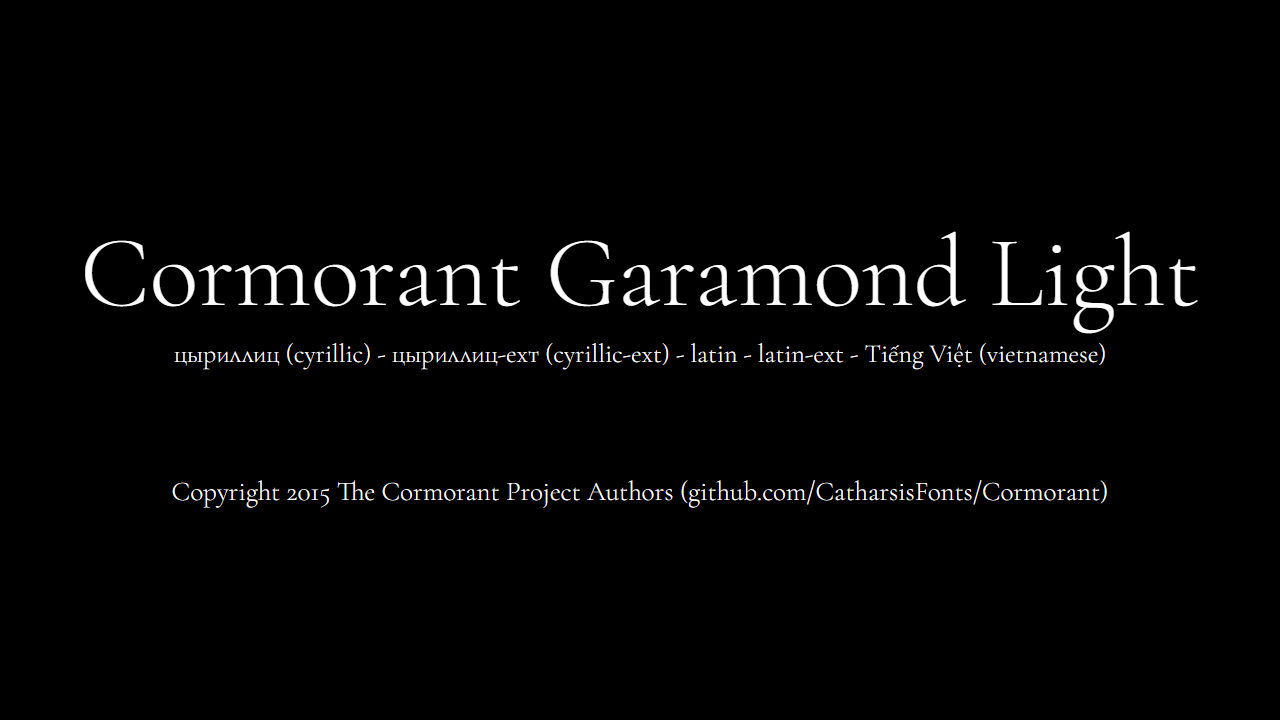 Cormorant Garamond Light
цыриллиц (cyrillic) - цыриллиц-ехт (cyrillic-ext) - latin - latin-ext - Tiếng Việt (vietnamese)
Copyright 2015 The Cormorant Project Authors (github.com/CatharsisFonts/Cormorant)